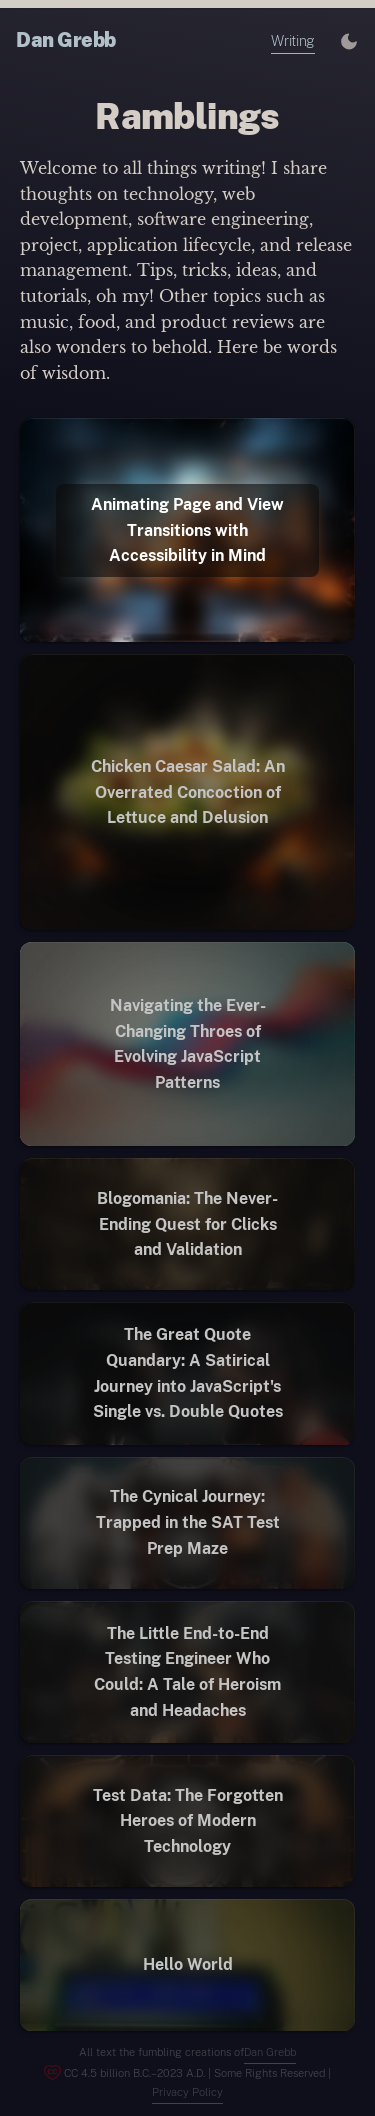 Dan Grebb
Writing
Ramblings
Welcome to all things writing! I share
thoughts on technology, web
development, software engineering,
project, application lifecycle, and release
management. Tips, tricks, ideas, and
tutorials, oh my! Other topics such as
music, food, and product reviews are
also wonders to behold. Here be words
of wisdom.
Animating Page and View
Transitions with
Accessibility in Mind
Chicken Caesar Salad: An
Overrated Concoction of
Lettuce and Delusion
Navigating the Ever-
Changing Throes of
Evolving JavaScript
Patterns
Blogomania: The Never-
Ending Quest for Clicks
and Validation
The Great Quote
Quandary: A Satirical
Journey into JavaScript's
Single vs. Double Quotes
The Cynical Journey:
Trapped in the SAT Test
Prep Maze
The Little End-to-End
Testing Engineer Who
Could: A Tale of Heroism
and Headaches
Test Data: The Forgotten
Heroes of Modern
Technology
Hello World
All text the fumbling creations ofDan Grebb
CC 4.5 billion B.C.–2023 A.D. | Some Rights Reserved |
Privacy Policy